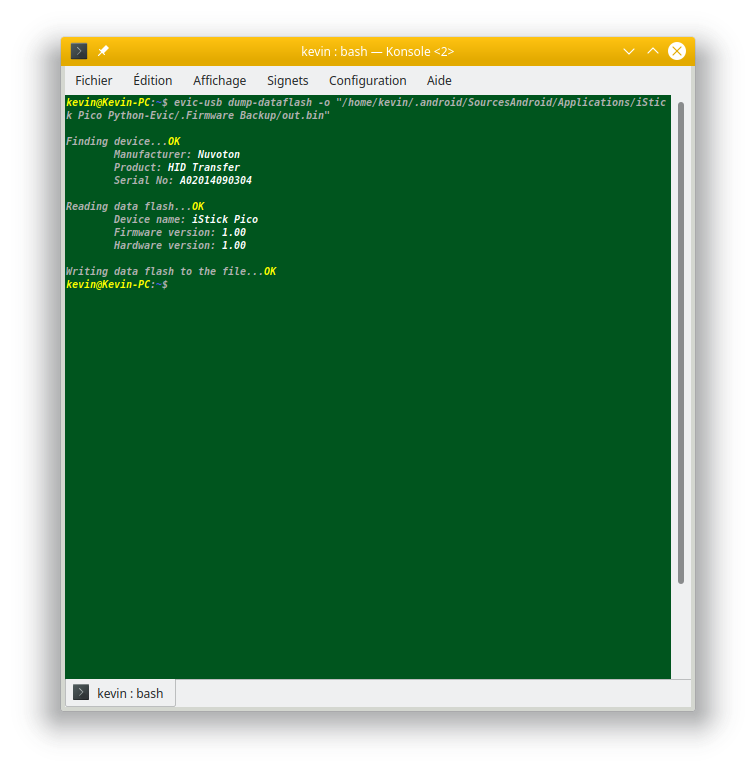 kevin : bash — Konsole <2>
Fichier Édition Affichage Signets Configuration Aide
kevin@Kevin-PC:~$ evic-usb dump-dataflash -o "/home/kevin/.android/SourcesAndroid/Applications/iStic
k Pico Python-Evic/.Firmware Backup/out.bin"
Finding device...OK
Manufacturer: Nuvoton
Product: HID Transfer
Serial No: A02014090304
Reading data flash...OK
Device name: iStick Pico
Firmware version: 1.00
Hardware version: 1.00
Writing data flash to the file...OK
kevin@Kevin-PC:~$
kevin : bash